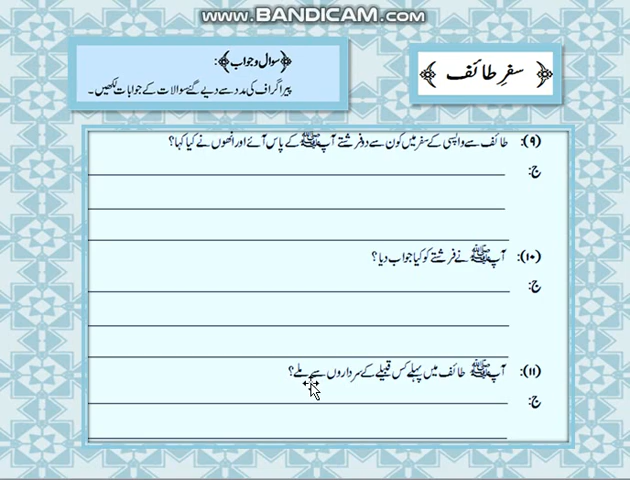 WWW.BANDICAM.COM
سفرِ طائف
سوال و جواب:
پیراگراف کی مدد سے دیے گئے سوالات کے جوابات لکھیں۔
(۹): طائف سے واپسی کے سفر میں کون سے دو فرشتے آپ ﷺ کے پاس آئے اور انھوں نے کیا کہا؟
ج:
(۱۰): آپ ﷺ نے فرشتے کو کیا جواب دیا؟
ج:
(۱۱): آپ ﷺ طائف میں پہلے کس قبیلے کے سرداروں سے ملے؟
ج: